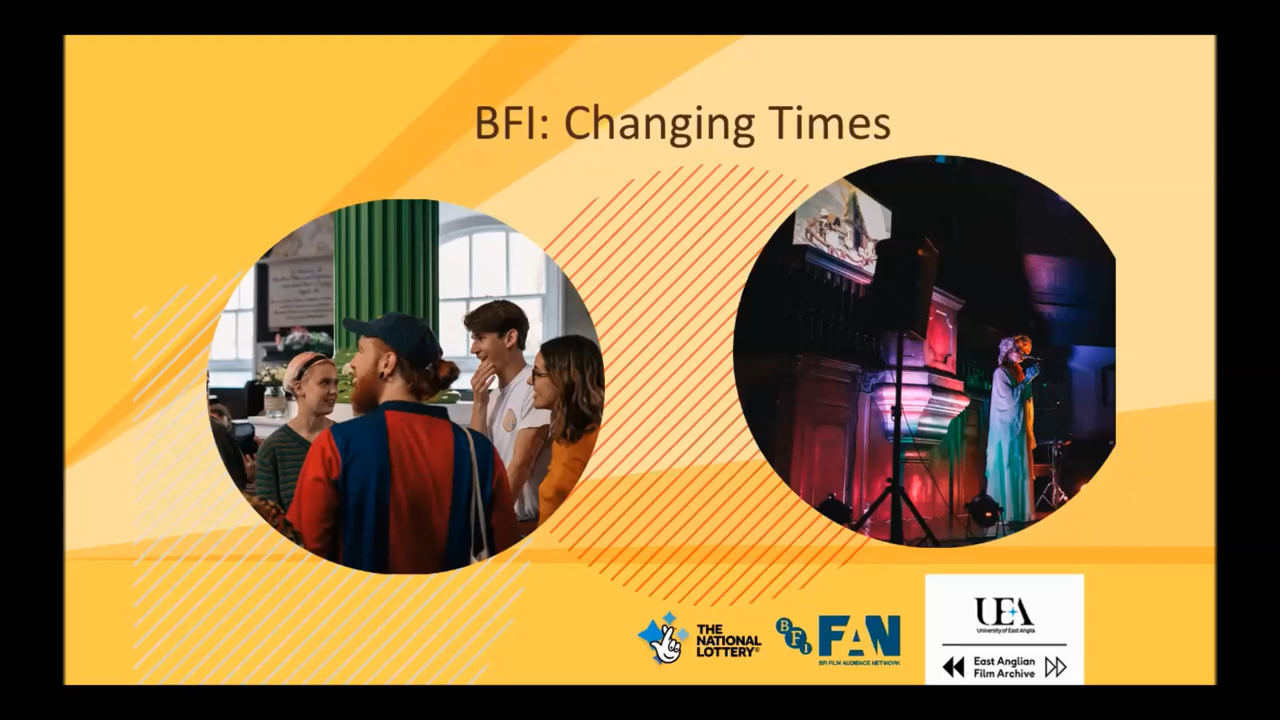 BFI: Changing Times
THE
NATIONAL
LOTTERY®
BFI
FAN
BFI FILM AUDIENCE NETWORK
UEA
University of East Anglia
East Anglian
Film Archive